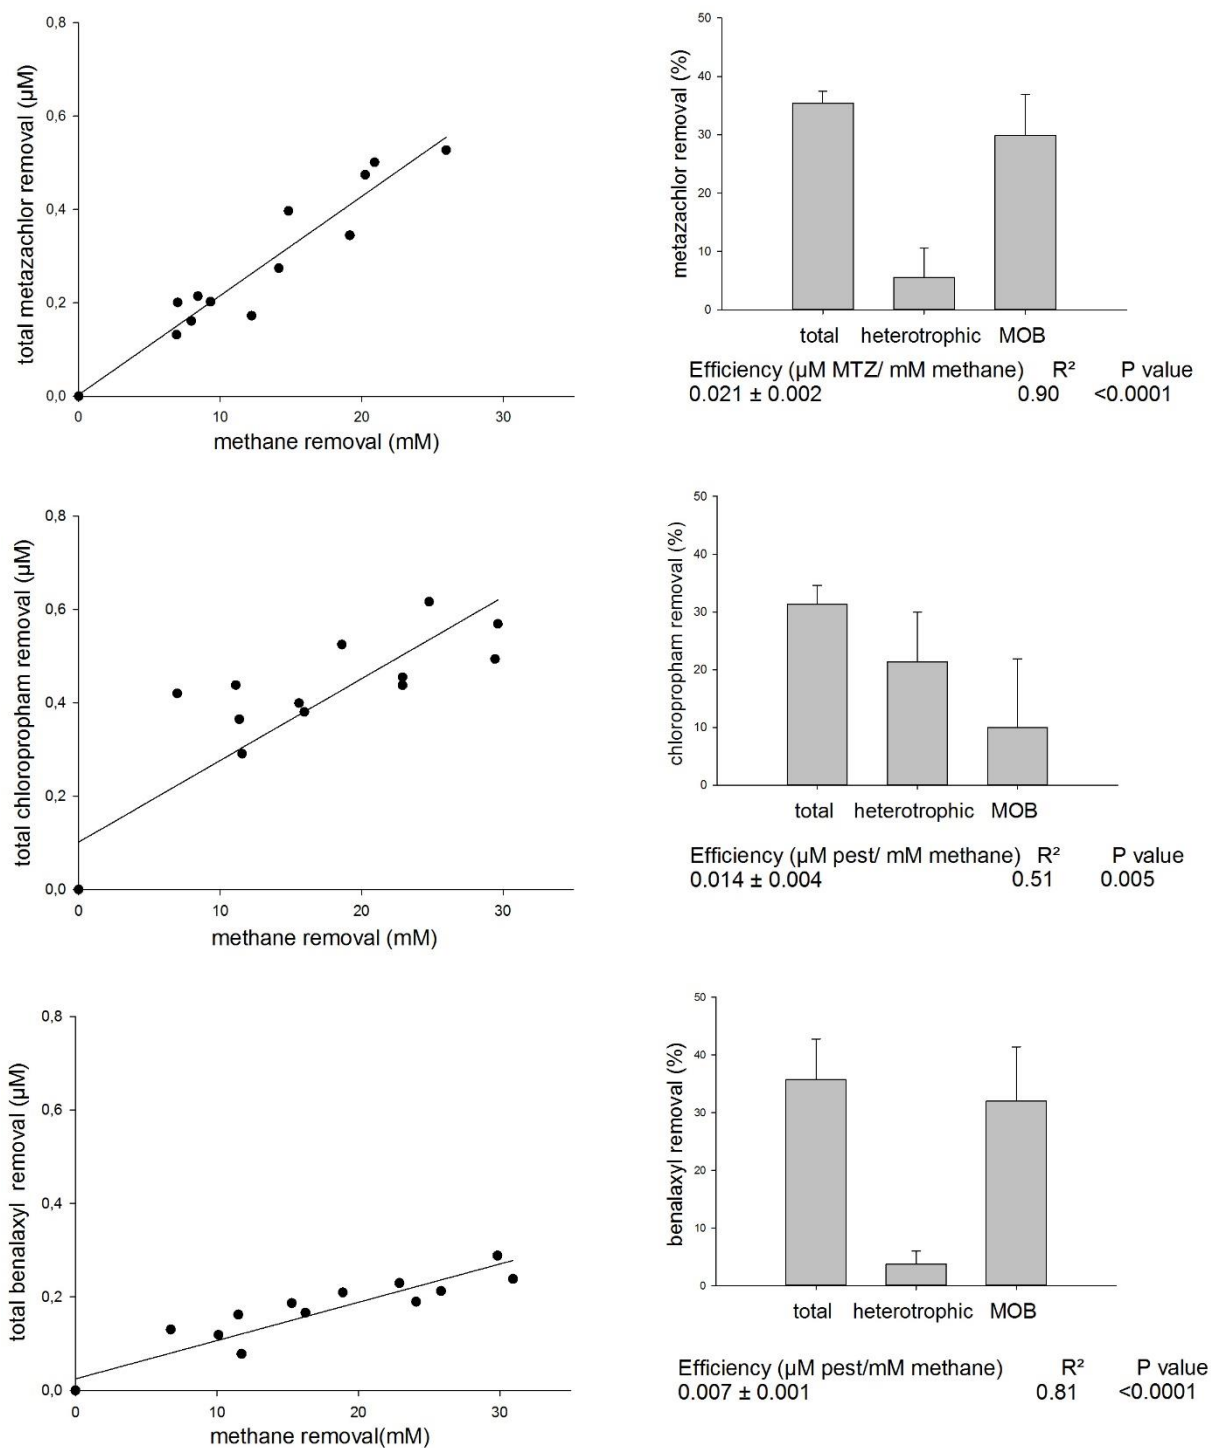 total metazachlor removal (µM)
0,8
0,6
0,4
0,2
0,0
0 10 20 30
methane removal (mM)
metazachlor removal (%)
50
40
30
20
10
0
total heterotrophic MOB
Efficiency (µM MTZ/ mM methane) R² P value
0.021 ± 0.002 0.90 <0.0001
total chloropropham removal (µM)
0,8
0,6
0,4
0,2
0,0
0 10 20 30
methane removal (mM)
chloropropham removal (%)
50
40
30
20
10
0
total heterotrophic MOB
Efficiency (µM pest/ mM methane) R² P value
0.014 ± 0.004 0.51 0.005
total benalaxyl removal (µM)
0,8
0,6
0,4
0,2
0,0
0 10 20 30
methane removal(mM)
benalaxyl removal (%)
50
40
30
20
10
0
total heterotrophic MOB
Efficiency (µM pest/mM methane) R² P value
0.007 ± 0.001 0.81 <0.0001